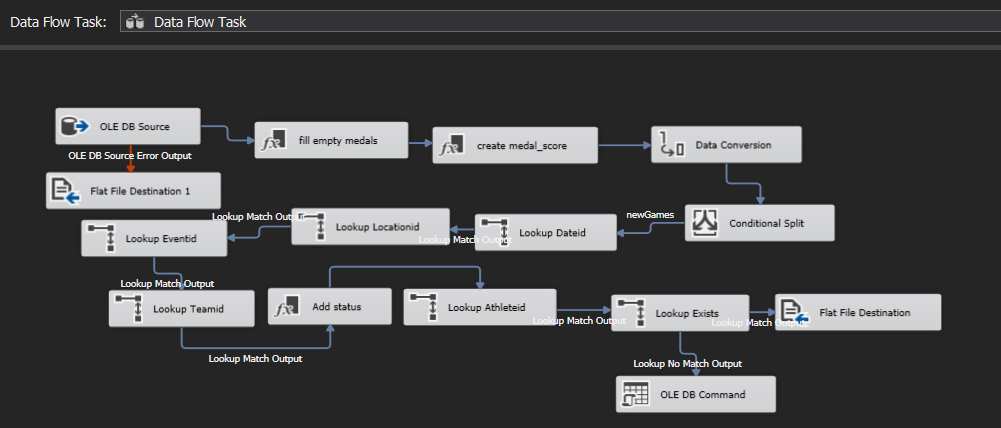 Data Flow Task: Data Flow Task
OLE DB Source
fill empty medals
create medal_score
Data Conversion
OLE DB Source Error Output
Flat File Destination 1
Conditional Split
newGames
Lookup Dateid
Lookup Match Output
Lookup Locationid
Lookup Match Output
Lookup Eventid
Lookup Match Output
Lookup Teamid
Lookup Match Output
Add status
Lookup Athleteid
Lookup Match Output
Lookup Exists
Lookup Match Output
Flat File Destination
Lookup No Match Output
OLE DB Command